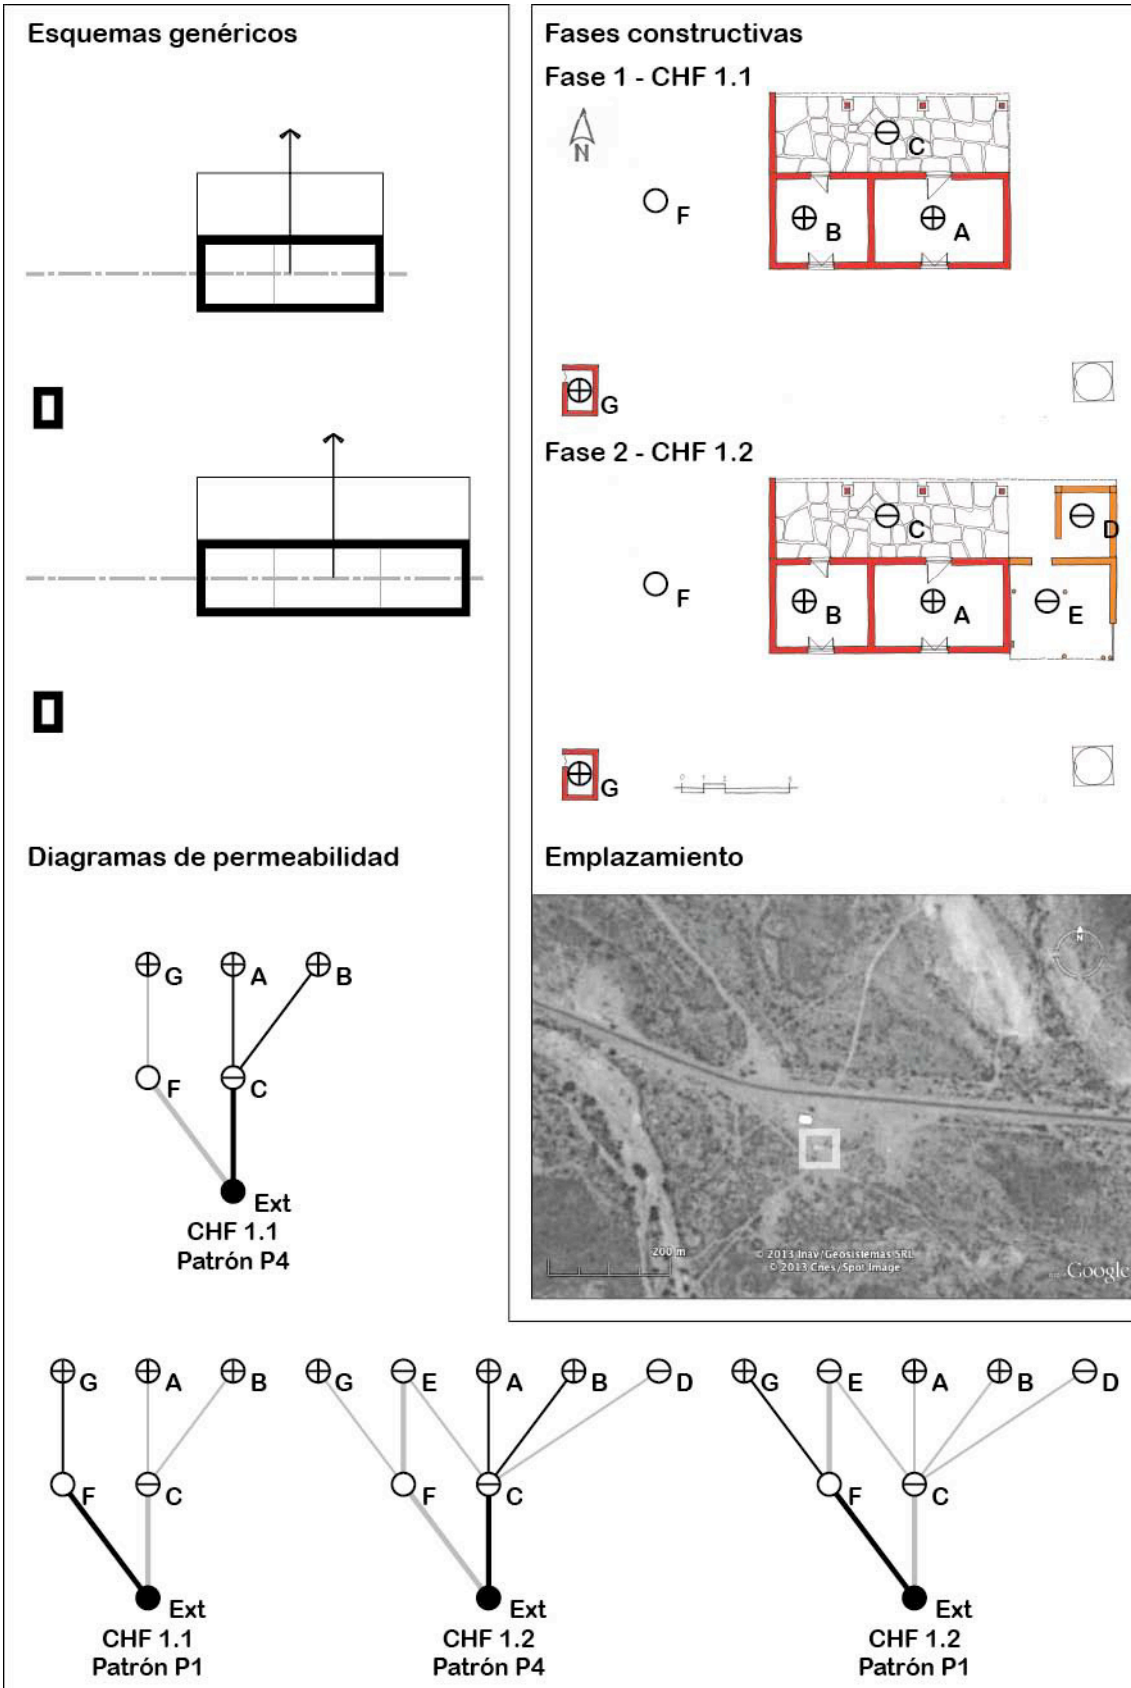 Esquemas genéricos
Fases constructivas
Fase 1 - CHF 1.1
N
C
F
B
A
G
Fase 2 - CHF 1.2
C
D
F
B
A
E
G
Diagramas de permeabilidad
G
A
B
F
C
Ext
CHF 1.1
Patrón P4
Emplazamiento
N
200 m
© 2013 Inav/Geosistemas SRL
© 2013 Cnes/Spot Image
Google
G
A
B
F
C
Ext
CHF 1.1
Patrón P1
G
E
A
B
D
F
C
Ext
CHF 1.2
Patrón P4
G
E
A
B
D
F
C
Ext
CHF 1.2
Patrón P1